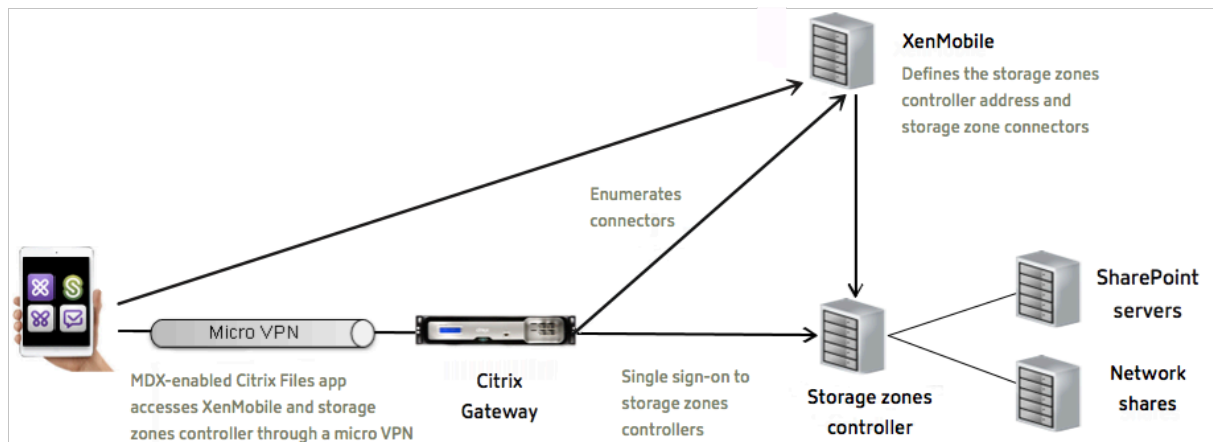 XenMobile
Defines the storage zones
controller address and
storage zone connectors
Enumerates
connectors
Micro VPN
MDX-enabled Citrix Files app
accesses XenMobile and storage
zones controller through a micro VPN
Citrix
Gateway
Single sign-on to
storage zones
controllers
Storage zones
controller
SharePoint
servers
Network
shares